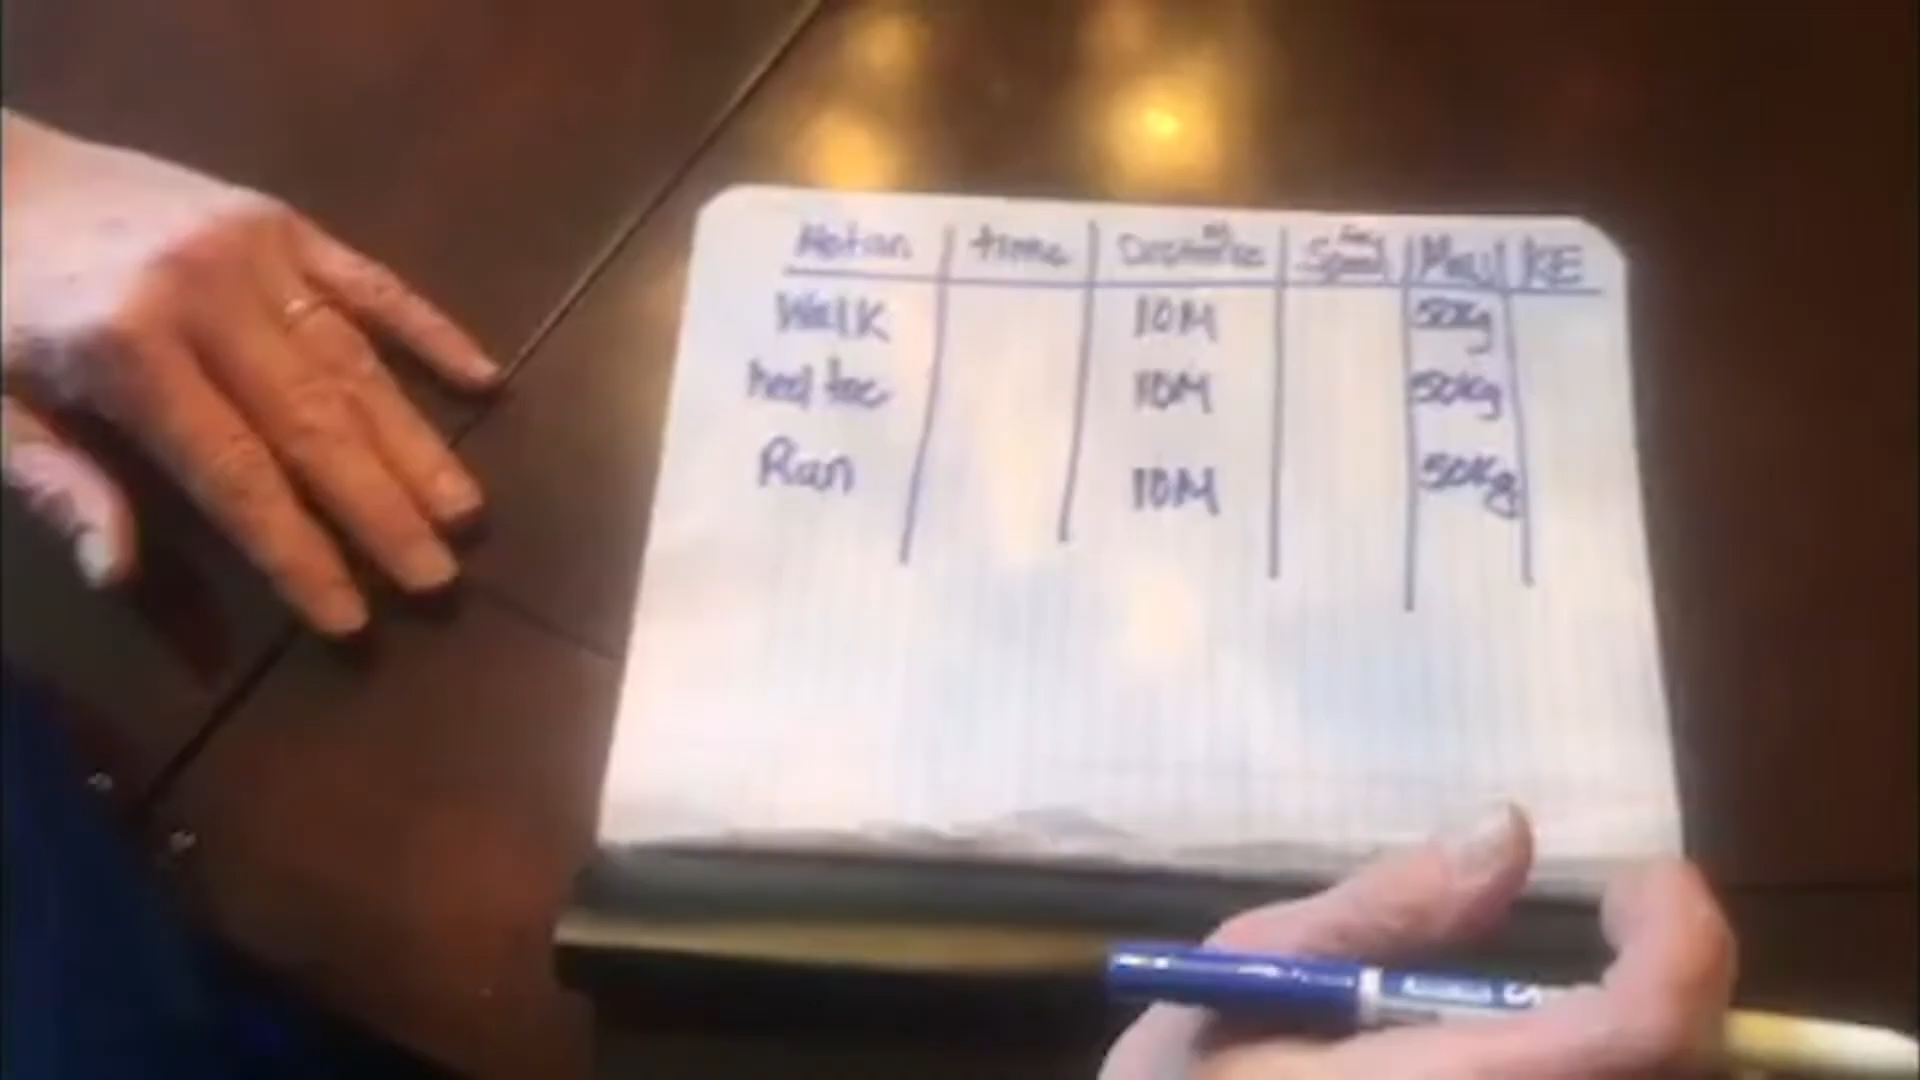 Motion time Distance Speed Mass KE
Walk 10M 50Kg
heel toe 10M 50Kg
Run 10M 50Kg